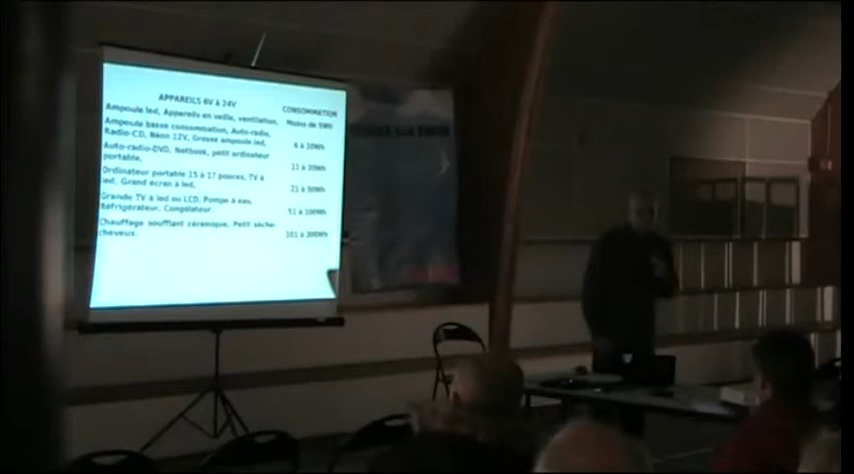 APPAREILS 6V à 24V
CONSOMMATION
Ampoule led, Appareils en veille, ventilation,
Moins de 5Wh
Ampoule basse consommation, Auto-radio,
Radio-CD, Néon 12V, Grosse ampoule led,
6 à 10Wh
Auto-radio-DVD, Netbook, petit ordinateur
portable,
11 à 20Wh
Ordinateur portable 15 à 17 pouces, TV à
led, Grand écran à led,
21 à 50Wh
Grande TV à led ou LCD, Pompe à eau,
Réfrigérateur, Congélateur.
51 à 100Wh
Chauffage soufflant céramique, Petit sèche-
cheveux.
101 à 300Wh